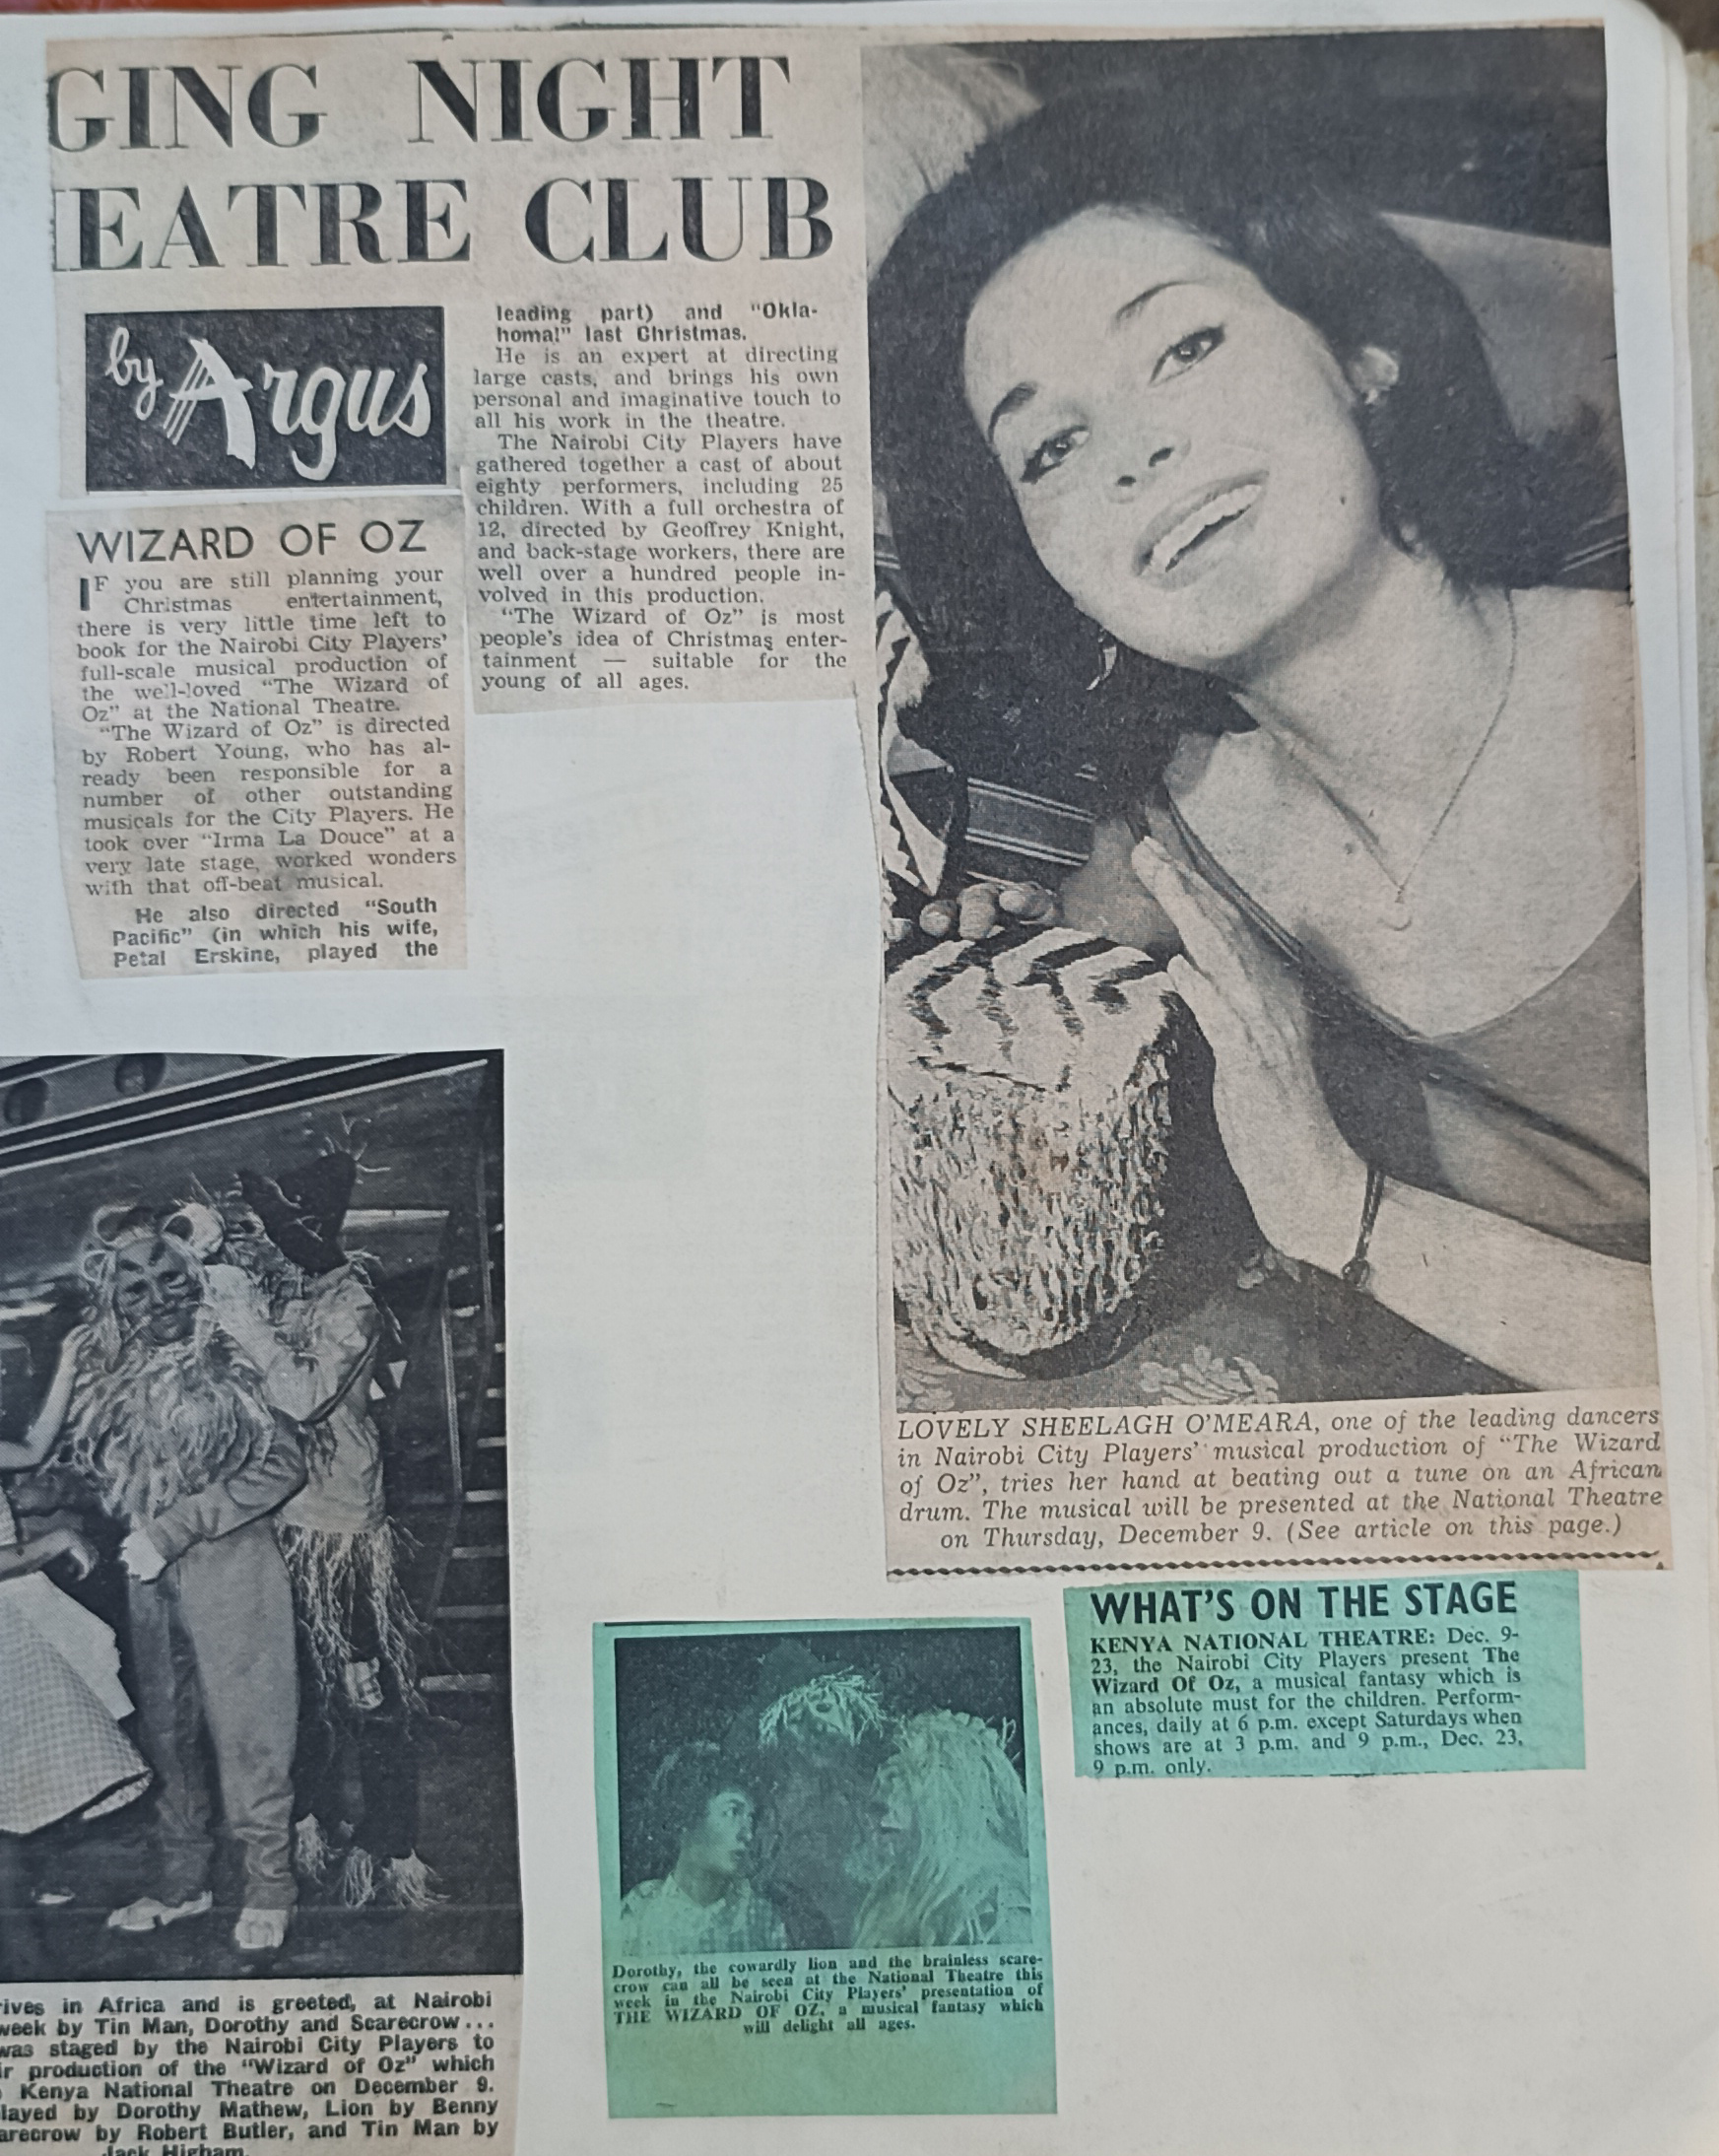 GING NIGHT
EATRE CLUB
by Argus
WIZARD OF OZ
IF you are still planning your
Christmas entertainment,
there is very little time left to
book for the Nairobi City Players'
full-scale musical production of
the well-loved "The Wizard of
Oz" at the National Theatre.
"The Wizard of Oz" is directed
by Robert Young, who has al-
ready been responsible for a
number of other outstanding
musicals for the City Players. He
took over "Irma La Douce" at a
very late stage, worked wonders
with that off-beat musical.
He also directed "South
Pacific" (in which his wife,
Petal Erskine, played the
leading part) and "Okla-
homa!" last Christmas.
He is an expert at directing
large casts, and brings his own
personal and imaginative touch to
all his work in the theatre.
The Nairobi City Players have
gathered together a cast of about
eighty performers, including 25
children. With a full orchestra of
12, directed by Geoffrey Knight,
and back-stage workers, there are
well over a hundred people in-
volved in this production.
"The Wizard of Oz" is most
people's idea of Christmas enter-
tainment — suitable for the
young of all ages.
LOVELY SHEELAGH O'MEARA, one of the leading dancers
in Nairobi City Players' musical production of "The Wizard
of Oz", tries her hand at beating out a tune on an African
drum. The musical will be presented at the National Theatre
on Thursday, December 9. (See article on this page.)
rives in Africa and is greeted, at Nairobi
week by Tin Man, Dorothy and Scarecrow...
was staged by the Nairobi City Players to
ir production of the "Wizard of Oz" which
Kenya National Theatre on December 9.
layed by Dorothy Mathew, Lion by Benny
arecrow by Robert Butler, and Tin Man by
Jack Higham.
Dorothy, the cowardly lion and the brainless scare-
crow can all be seen at the National Theatre this
week in the Nairobi City Players' presentation of
THE WIZARD OF OZ, a musical fantasy which
will delight all ages.
WHAT'S ON THE STAGE
KENYA NATIONAL THEATRE: Dec. 9-
23, the Nairobi City Players present The
Wizard Of Oz, a musical fantasy which is
an absolute must for the children. Perform-
ances, daily at 6 p.m. except Saturdays when
shows are at 3 p.m. and 9 p.m., Dec. 23,
9 p.m. only.